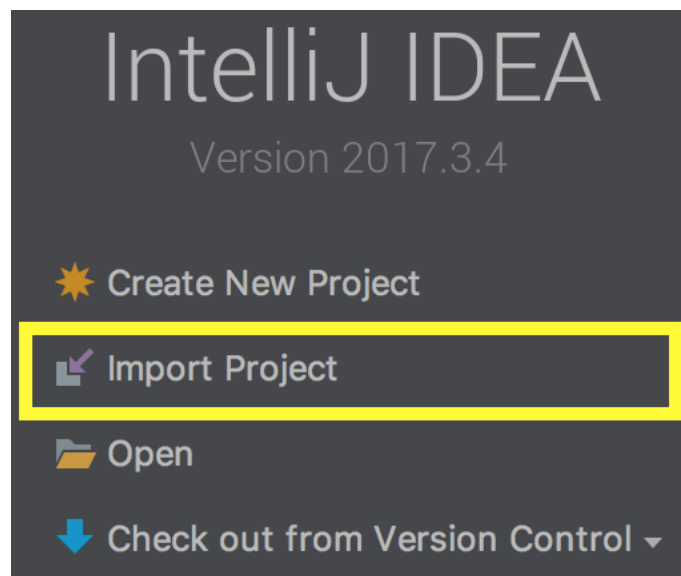 IntelliJ IDEA
Version 2017.3.4
Create New Project
Import Project
Open
Check out from Version Control